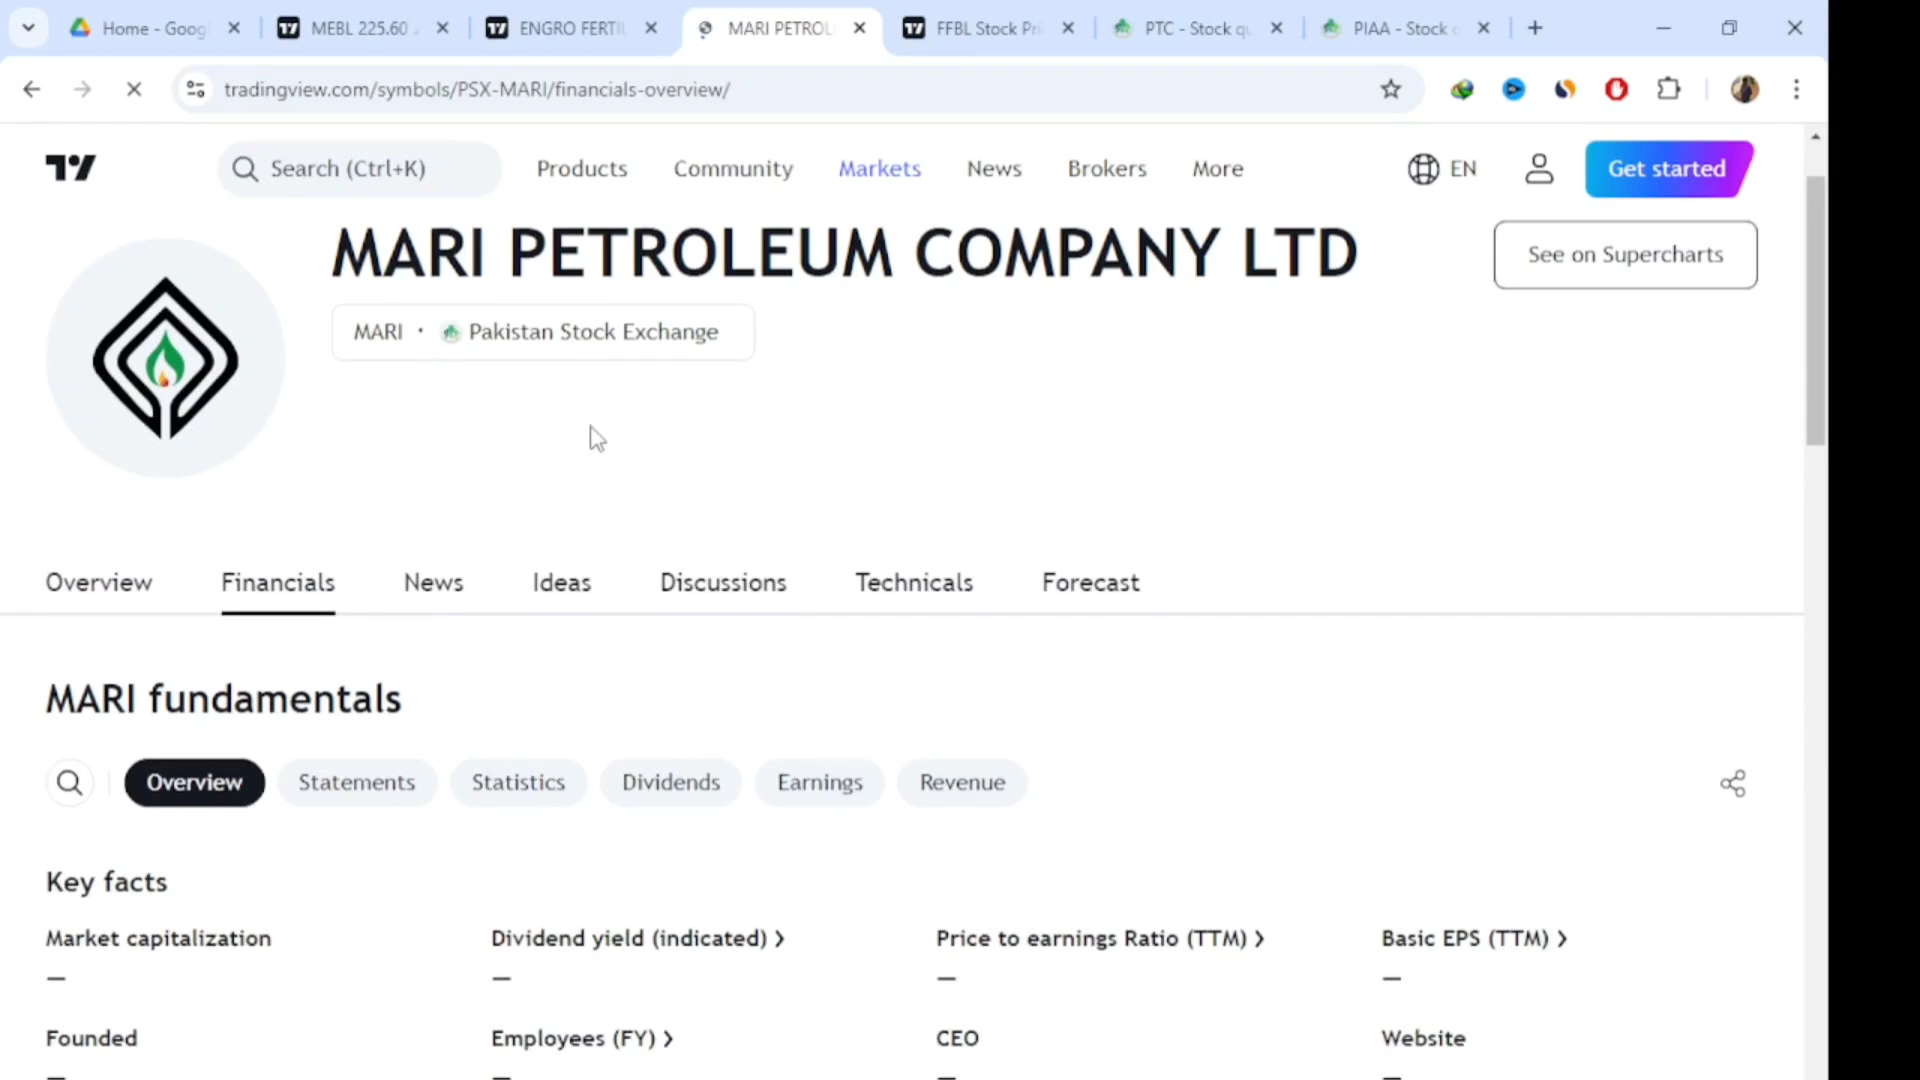 Home - Goog
MEBL 225.60
ENGRO FERTIL
MARI PETROL
FFBL Stock Pri
PTC - Stock qu
PIAA - Stock
tradingview.com/symbols/PSX-MARI/financials-overview/
Search (Ctrl+K)
Products
Community
Markets
News
Brokers
More
EN
Get started
MARI PETROLEUM COMPANY LTD
See on Supercharts
MARI · Pakistan Stock Exchange
Overview
Financials
News
Ideas
Discussions
Technicals
Forecast
MARI fundamentals
Overview
Statements
Statistics
Dividends
Earnings
Revenue
Key facts
Market capitalization
Dividend yield (indicated)
Price to earnings Ratio (TTM)
Basic EPS (TTM)
—
—
—
—
Founded
Employees (FY)
CEO
Website
—
—
—
—